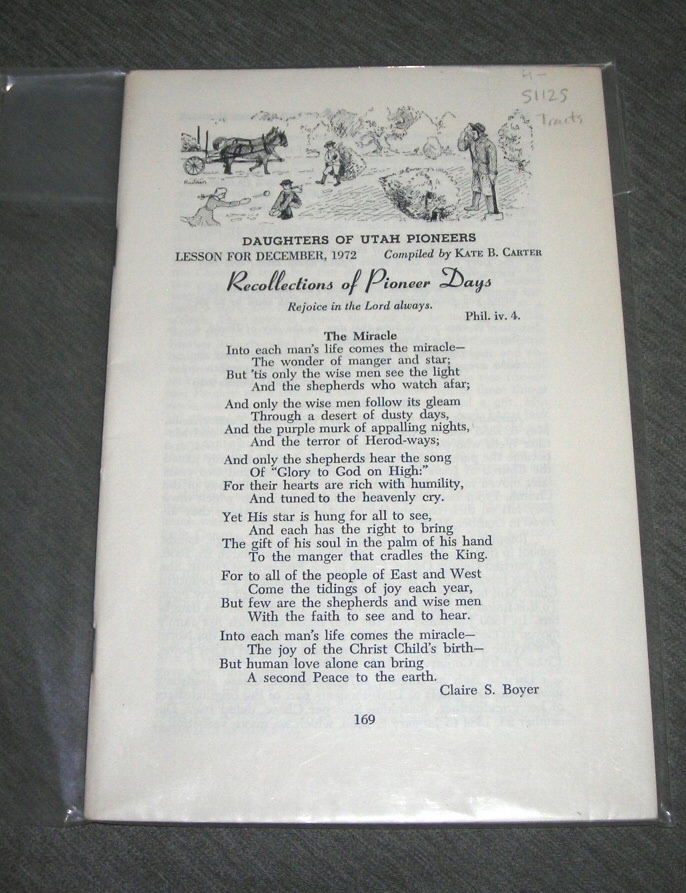 S112S
Tracts
DAUGHTERS OF UTAH PIONEERS
LESSON FOR DECEMBER, 1972 Compiled by KATE B. CARTER
Recollections of Pioneer Days
Rejoice in the Lord always.
Phil. iv. 4.
The Miracle
Into each man's life comes the miracle—
The wonder of manger and star;
But 'tis only the wise men see the light
And the shepherds who watch afar;
And only the wise men follow its gleam
Through a desert of dusty days,
And the purple murk of appalling nights,
And the terror of Herod-ways;
And only the shepherds hear the song
Of "Glory to God on High:"
For their hearts are rich with humility,
And tuned to the heavenly cry.
Yet His star is hung for all to see,
And each has the right to bring
The gift of his soul in the palm of his hand
To the manger that cradles the King.
For to all of the people of East and West
Come the tidings of joy each year,
But few are the shepherds and wise men
With the faith to see and to hear.
Into each man's life comes the miracle—
The joy of the Christ Child's birth—
But human love alone can bring
A second Peace to the earth.
Claire S. Boyer
169